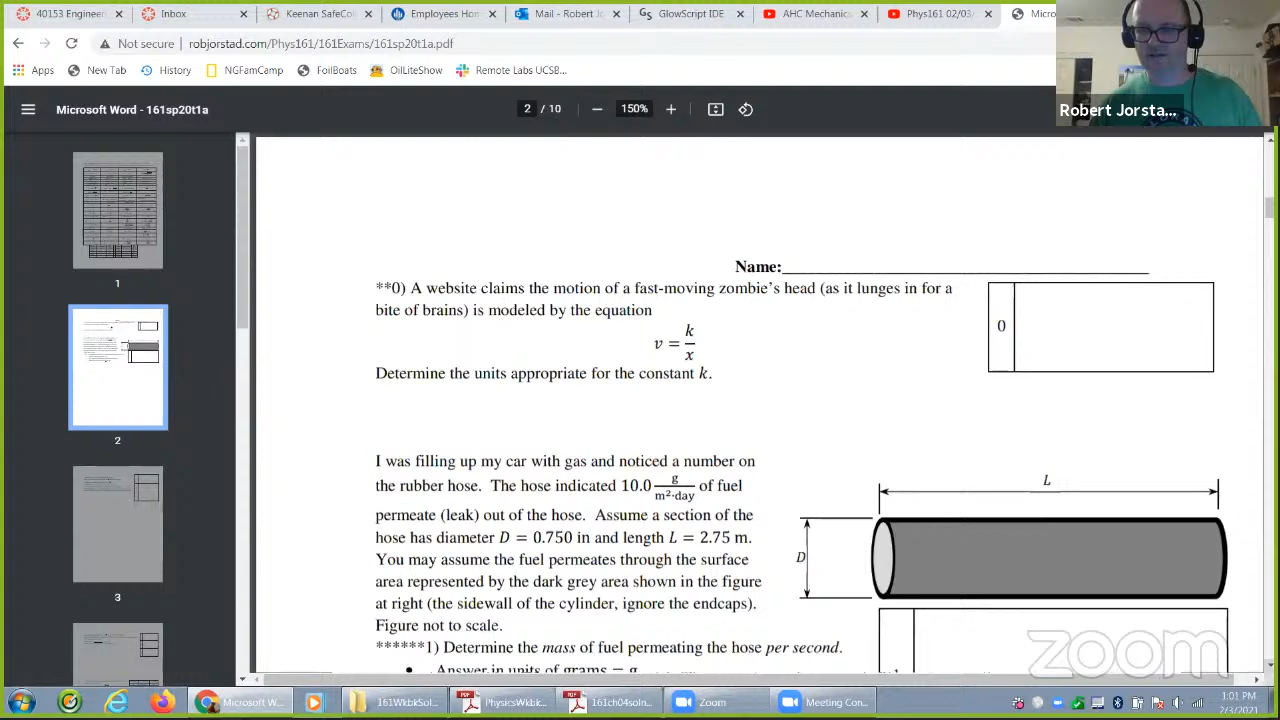 40153 Engineer
Inbox
Keenan SafeCo
Employees Hon
Mail - Robert J
GlowScript IDE
AHC Mechanic
Phys161 02/03/
Micro
Not secure | robjorstad.com/Phys161/161Exams/161sp20t1a.pdf
Apps
New Tab
History
NGFamCamp
FoilBoats
OilLiteShow
Remote Labs UCSB...
Robert Jorsta...
Microsoft Word - 161sp20t1a
2 / 10
150%
1
2
3
Name:
**0) A website claims the motion of a fast-moving zombie's head (as it lunges in for a
bite of brains) is modeled by the equation
v = k/x
Determine the units appropriate for the constant k.
0
I was filling up my car with gas and noticed a number on
the rubber hose. The hose indicated 10.0 g/m²·day of fuel
permeate (leak) out of the hose. Assume a section of the
hose has diameter D = 0.750 in and length L = 2.75 m.
You may assume the fuel permeates through the surface
area represented by the dark grey area shown in the figure
at right (the sidewall of the cylinder, ignore the endcaps).
Figure not to scale.
******1) Determine the mass of fuel permeating the hose per second.
• Answer in units of grams = g
L
D
zoom
Microsoft W...
161WkbkSol...
PhysicsWkbk...
161ch04soln...
Zoom
Meeting Con...
1:01 PM
2/3/2021